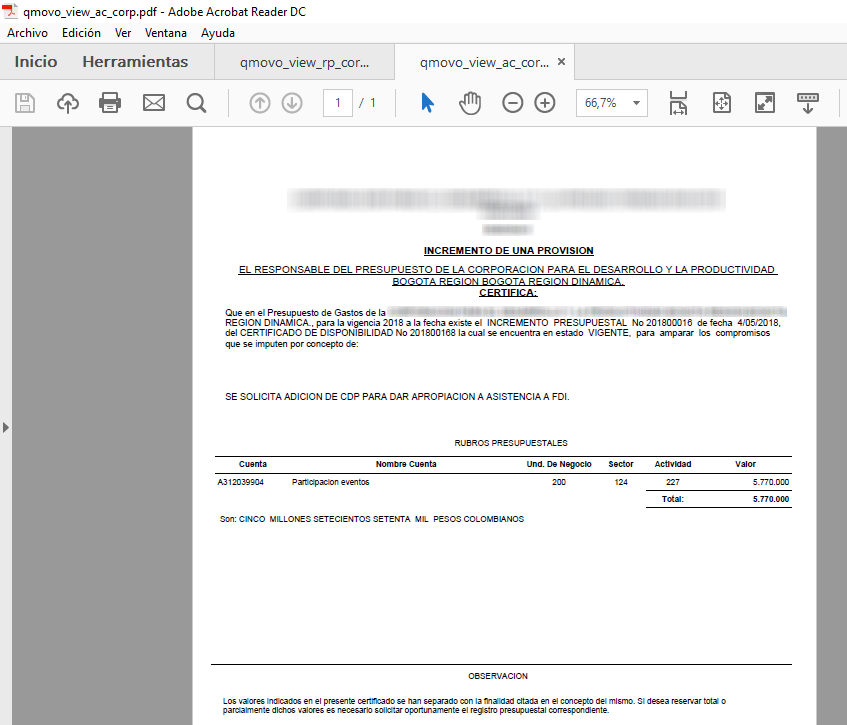 qmovo_view_ac_corp.pdf - Adobe Acrobat Reader DC
Archivo Edición Ver Ventana Ayuda
Inicio Herramientas qmovo_view_rp_cor... qmovo_view_ac_cor... ×
1 / 1 66,7%
INCREMENTO DE UNA PROVISION
EL RESPONSABLE DEL PRESUPUESTO DE LA CORPORACION PARA EL DESARROLLO Y LA PRODUCTIVIDAD
BOGOTA REGION BOGOTA REGION DINAMICA.
CERTIFICA:
Que en el Presupuesto de Gastos de la
REGION DINAMICA., para la vigencia 2018 a la fecha existe el INCREMENTO PRESUPUESTAL No 201800016 de fecha 4/05/2018,
del CERTIFICADO DE DISPONIBILIDAD No 201800168 la cual se encuentra en estado VIGENTE, para amparar los compromisos
que se imputen por concepto de:
SE SOLICITA ADICION DE CDP PARA DAR APROPIACION A ASISTENCIA A FDI.
RUBROS PRESUPUESTALES
Cuenta Nombre Cuenta Und. De Negocio Sector Actividad Valor
A312039904 Participacion eventos 200 124 227 5.770.000
Total: 5.770.000
Son: CINCO MILLONES SETECIENTOS SETENTA MIL PESOS COLOMBIANOS
OBSERVACION
Los valores indicados en el presente certificado se han separado con la finalidad citada en el concepto del mismo. Si desea reservar total o
parcialmente dichos valores es necesario solicitar oportunamente el registro presupuestal correspondiente.